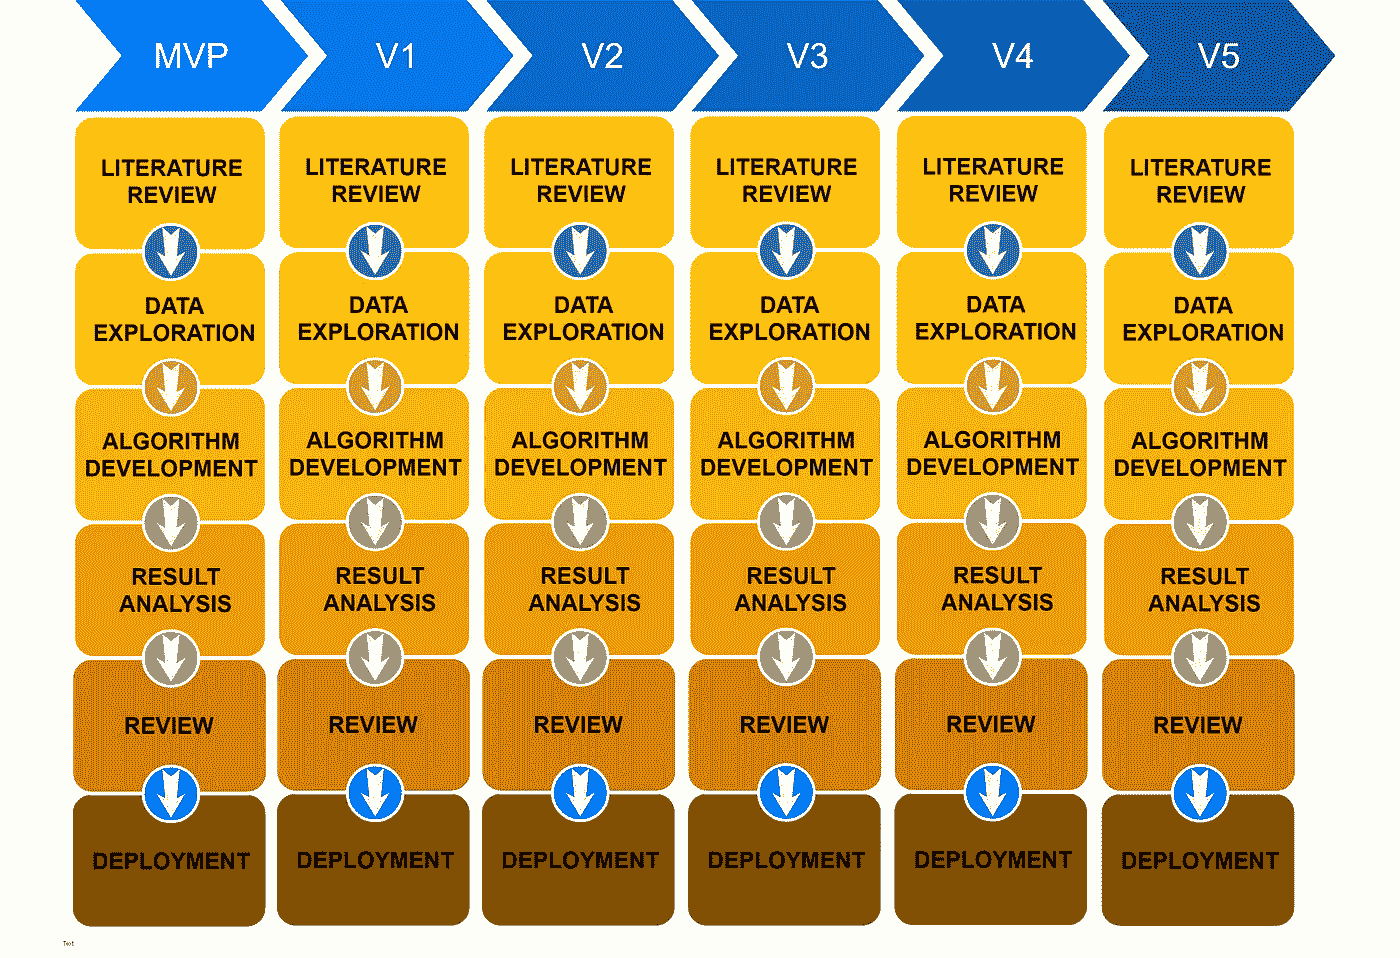 MVP
V1
V2
V3
V4
V5
LITERATURE
REVIEW
LITERATURE
REVIEW
LITERATURE
REVIEW
LITERATURE
REVIEW
LITERATURE
REVIEW
LITERATURE
REVIEW
DATA
EXPLORATION
DATA
EXPLORATION
DATA
EXPLORATION
DATA
EXPLORATION
DATA
EXPLORATION
DATA
EXPLORATION
ALGORITHM
DEVELOPMENT
ALGORITHM
DEVELOPMENT
ALGORITHM
DEVELOPMENT
ALGORITHM
DEVELOPMENT
ALGORITHM
DEVELOPMENT
ALGORITHM
DEVELOPMENT
RESULT
ANALYSIS
RESULT
ANALYSIS
RESULT
ANALYSIS
RESULT
ANALYSIS
RESULT
ANALYSIS
RESULT
ANALYSIS
REVIEW
REVIEW
REVIEW
REVIEW
REVIEW
REVIEW
DEPLOYMENT
DEPLOYMENT
DEPLOYMENT
DEPLOYMENT
DEPLOYMENT
DEPLOYMENT
Text